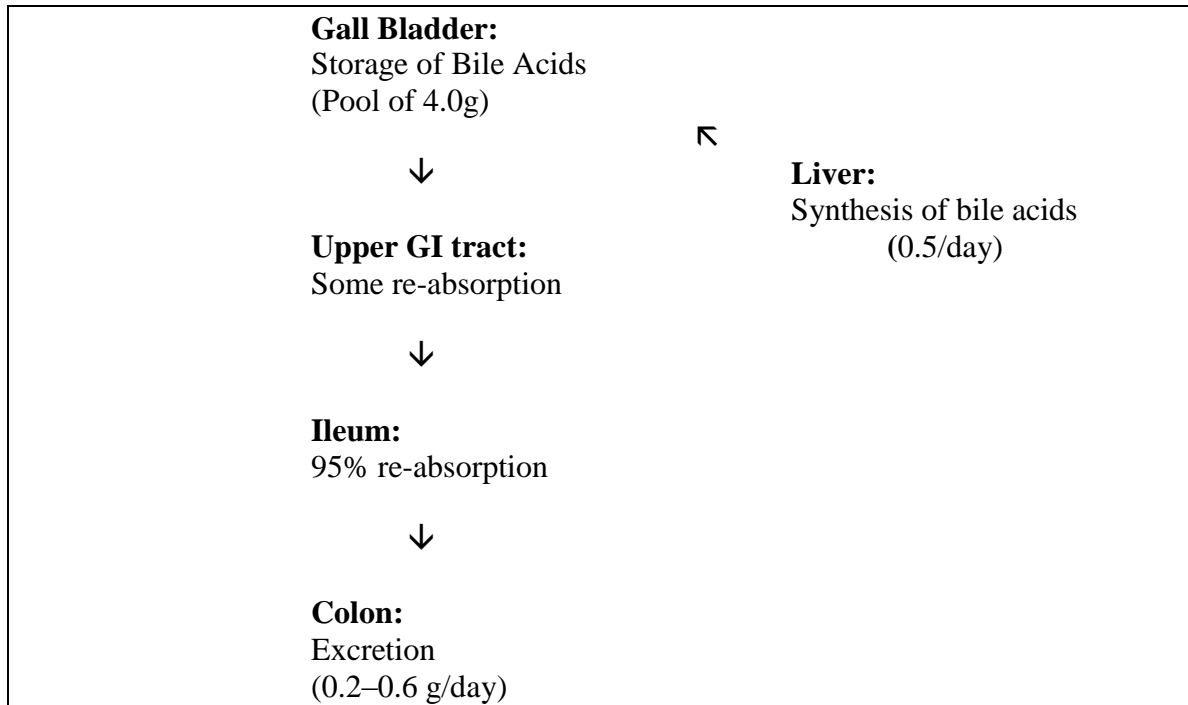 Gall Bladder:
Storage of Bile Acids
(Pool of 4.0g)
↖
↓
Liver:
Synthesis of bile acids
(0.5/day)
Upper GI tract:
Some re-absorption
↓
Ileum:
95% re-absorption
↓
Colon:
Excretion
(0.2–0.6 g/day)